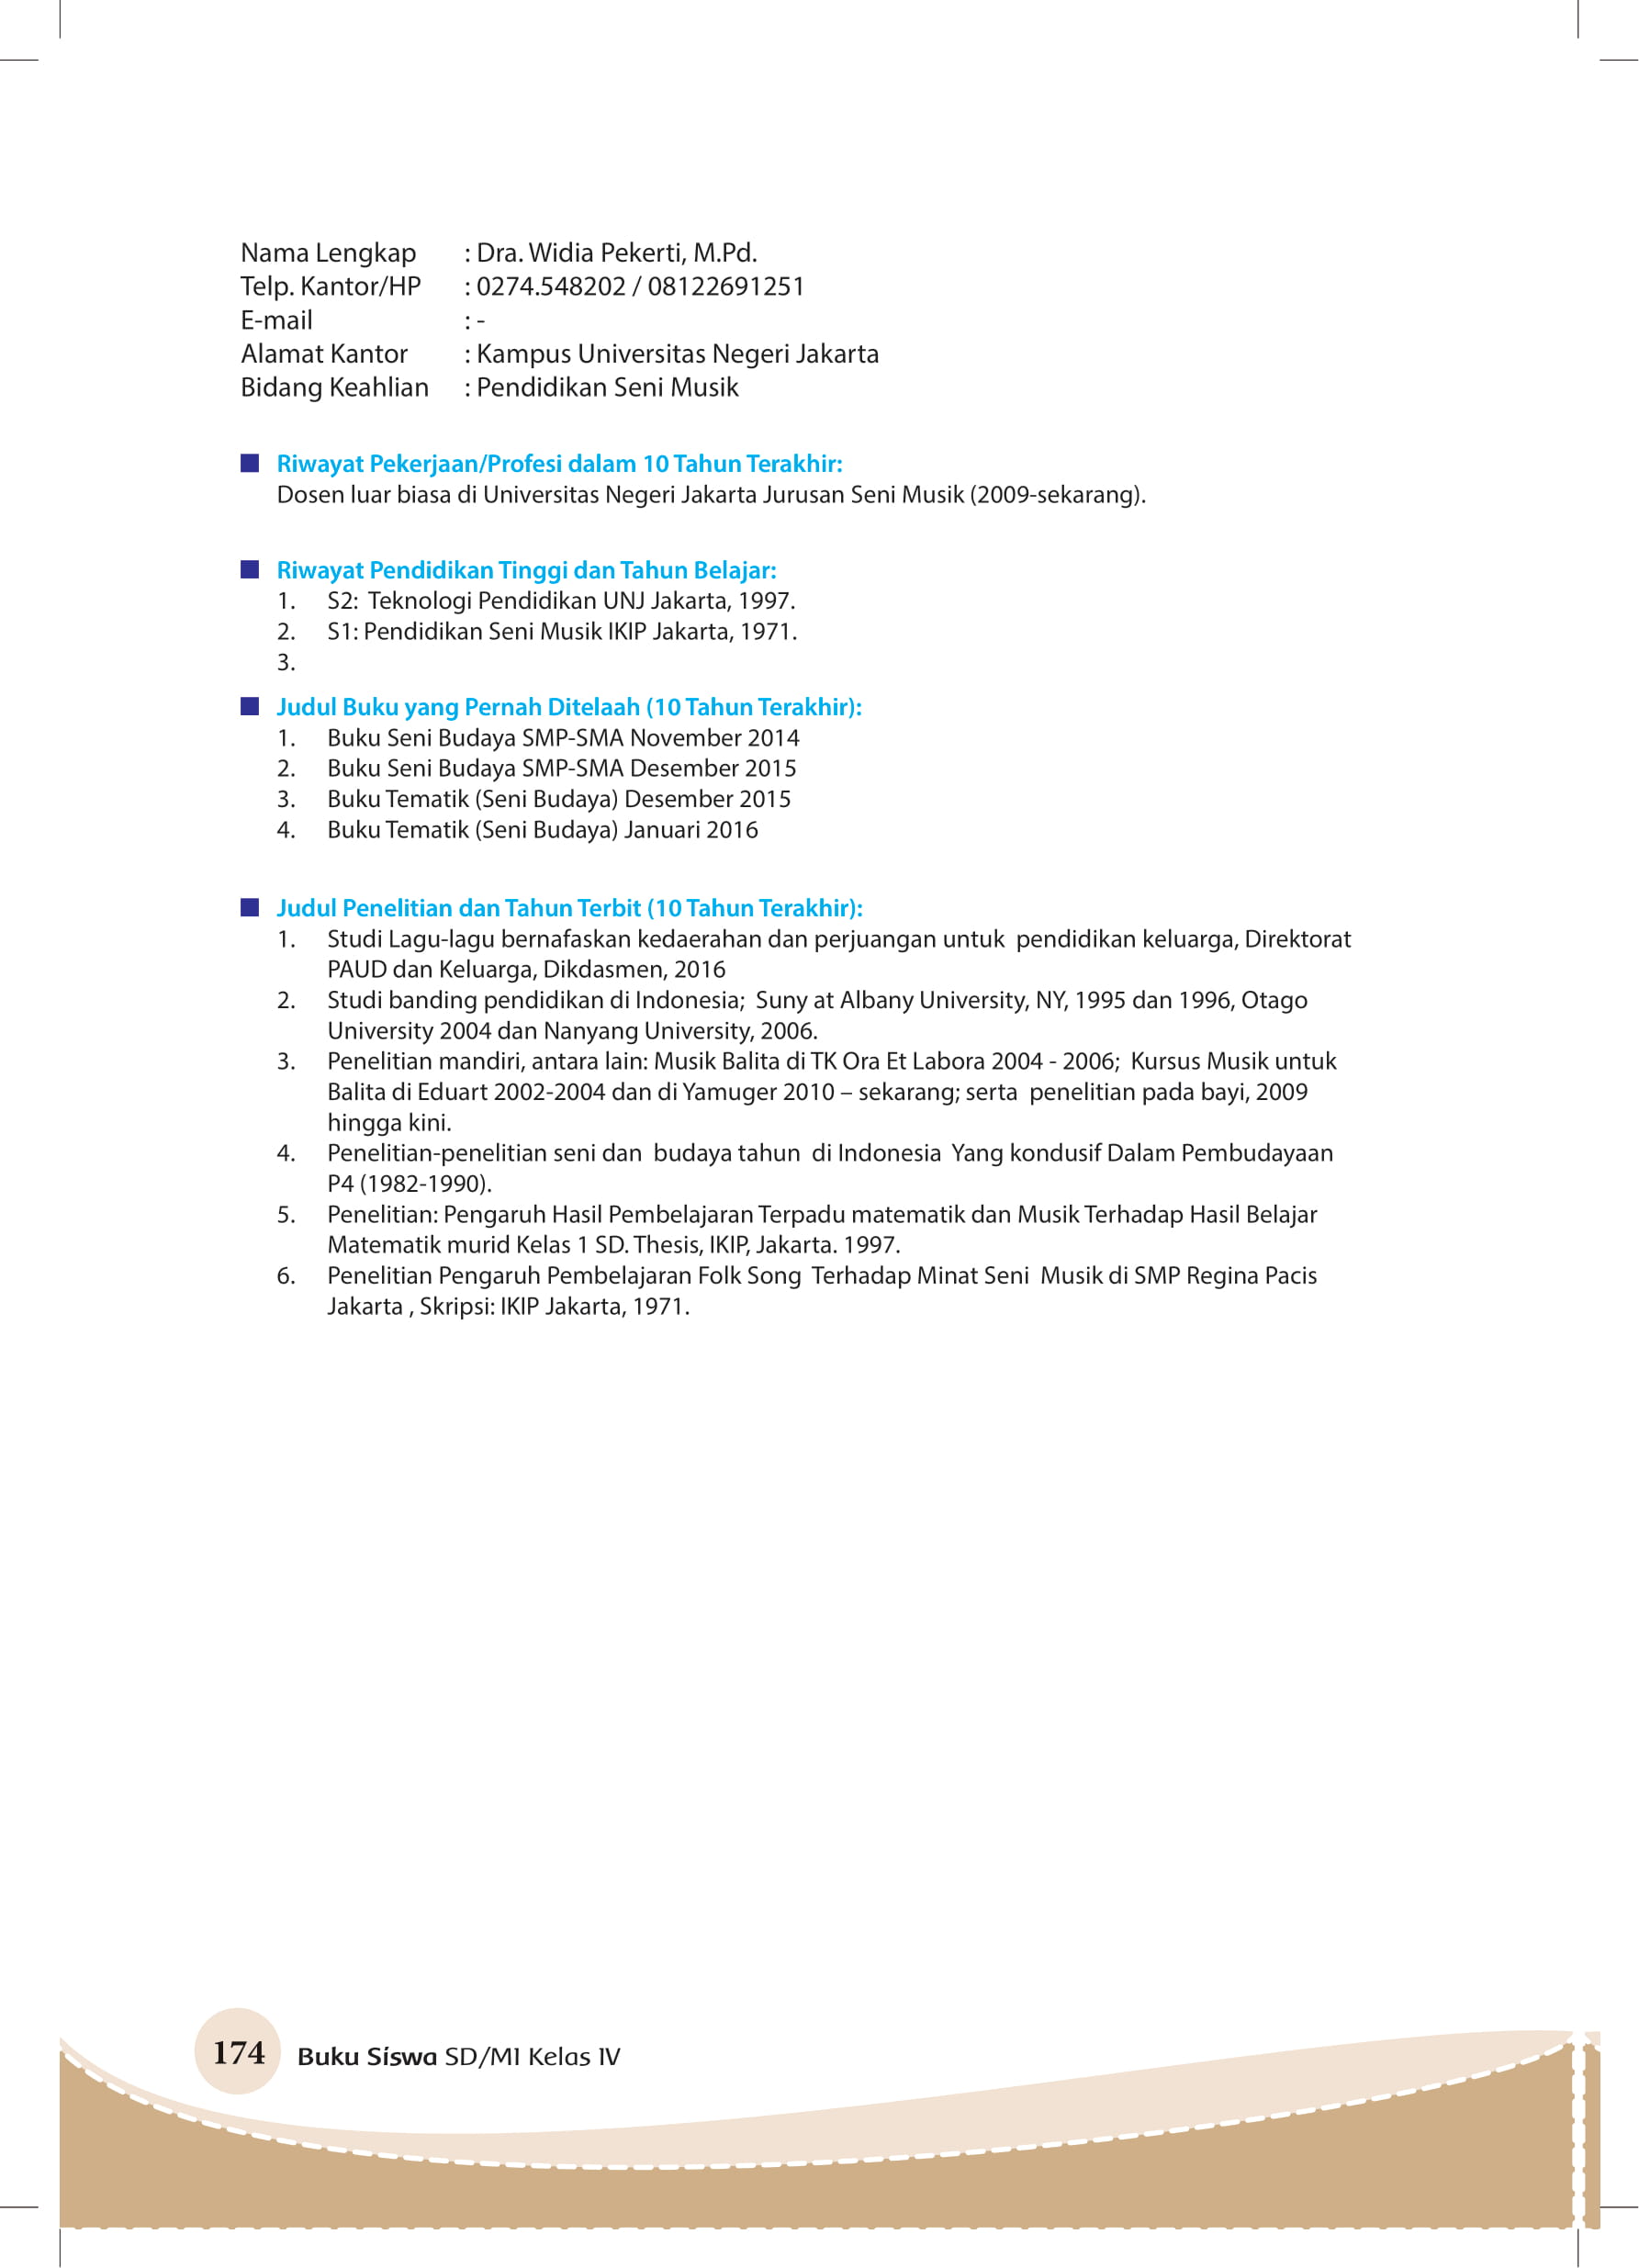 Nama Lengkap : Dra. Widia Pekerti, M.Pd.
Telp. Kantor/HP : 0274.548202 / 08122691251
E-mail : -
Alamat Kantor : Kampus Universitas Negeri Jakarta
Bidang Keahlian : Pendidikan Seni Musik
Riwayat Pekerjaan/Profesi dalam 10 Tahun Terakhir:
Dosen luar biasa di Universitas Negeri Jakarta Jurusan Seni Musik (2009-sekarang).
Riwayat Pendidikan Tinggi dan Tahun Belajar:
1. S2: Teknologi Pendidikan UNJ Jakarta, 1997.
2. S1: Pendidikan Seni Musik IKIP Jakarta, 1971.
3.
Judul Buku yang Pernah Ditelaah (10 Tahun Terakhir):
1. Buku Seni Budaya SMP-SMA November 2014
2. Buku Seni Budaya SMP-SMA Desember 2015
3. Buku Tematik (Seni Budaya) Desember 2015
4. Buku Tematik (Seni Budaya) Januari 2016
Judul Penelitian dan Tahun Terbit (10 Tahun Terakhir):
1. Studi Lagu-lagu bernafaskan kedaerahan dan perjuangan untuk pendidikan keluarga, Direktorat
PAUD dan Keluarga, Dikdasmen, 2016
2. Studi banding pendidikan di Indonesia; Suny at Albany University, NY, 1995 dan 1996, Otago
University 2004 dan Nanyang University, 2006.
3. Penelitian mandiri, antara lain: Musik Balita di TK Ora Et Labora 2004 - 2006; Kursus Musik untuk
Balita di Eduart 2002-2004 dan di Yamuger 2010 – sekarang; serta penelitian pada bayi, 2009
hingga kini.
4. Penelitian-penelitian seni dan budaya tahun di Indonesia Yang kondusif Dalam Pembudayaan
P4 (1982-1990).
5. Penelitian: Pengaruh Hasil Pembelajaran Terpadu matematik dan Musik Terhadap Hasil Belajar
Matematik murid Kelas 1 SD. Thesis, IKIP, Jakarta. 1997.
6. Penelitian Pengaruh Pembelajaran Folk Song Terhadap Minat Seni Musik di SMP Regina Pacis
Jakarta , Skripsi: IKIP Jakarta, 1971.
174 Buku Siswa SD/MI Kelas IV